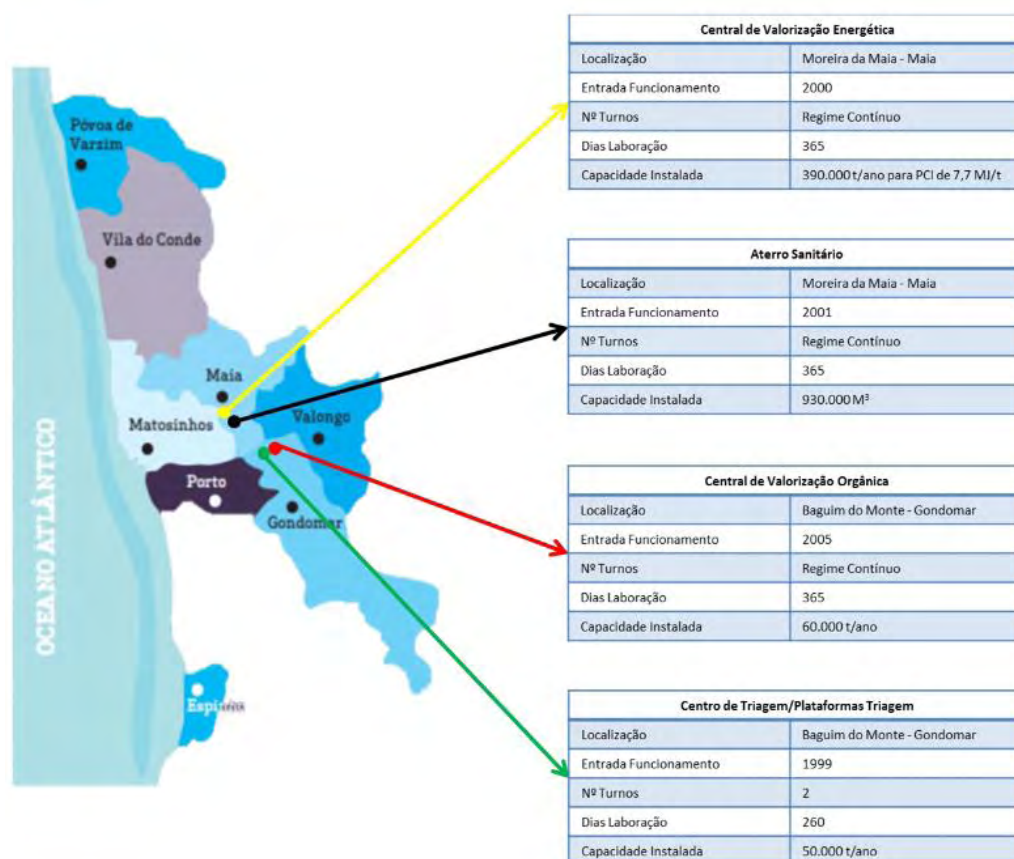 Póvoa de
Varzim
Vila do Conde
Maia
Matosinhos
Valongo
Porto
Gondomar
OCEANO ATLÂNTICO
Central de Valorização Energética
Localização Moreira da Maia - Maia
Entrada Funcionamento 2000
Nº Turnos Regime Contínuo
Dias Laboração 365
Capacidade Instalada 390.000 t/ano para PCI de 7,7 MJ/t
Aterro Sanitário
Localização Moreira da Maia - Maia
Entrada Funcionamento 2001
Nº Turnos Regime Contínuo
Dias Laboração 365
Capacidade Instalada 930.000 M³
Central de Valorização Orgânica
Localização Baguim do Monte - Gondomar
Entrada Funcionamento 2005
Nº Turnos Regime Contínuo
Dias Laboração 365
Capacidade Instalada 60.000 t/ano
Centro de Triagem/Plataformas Triagem
Localização Baguim do Monte - Gondomar
Entrada Funcionamento 1999
Nº Turnos 2
Dias Laboração 260
Capacidade Instalada 50.000 t/ano